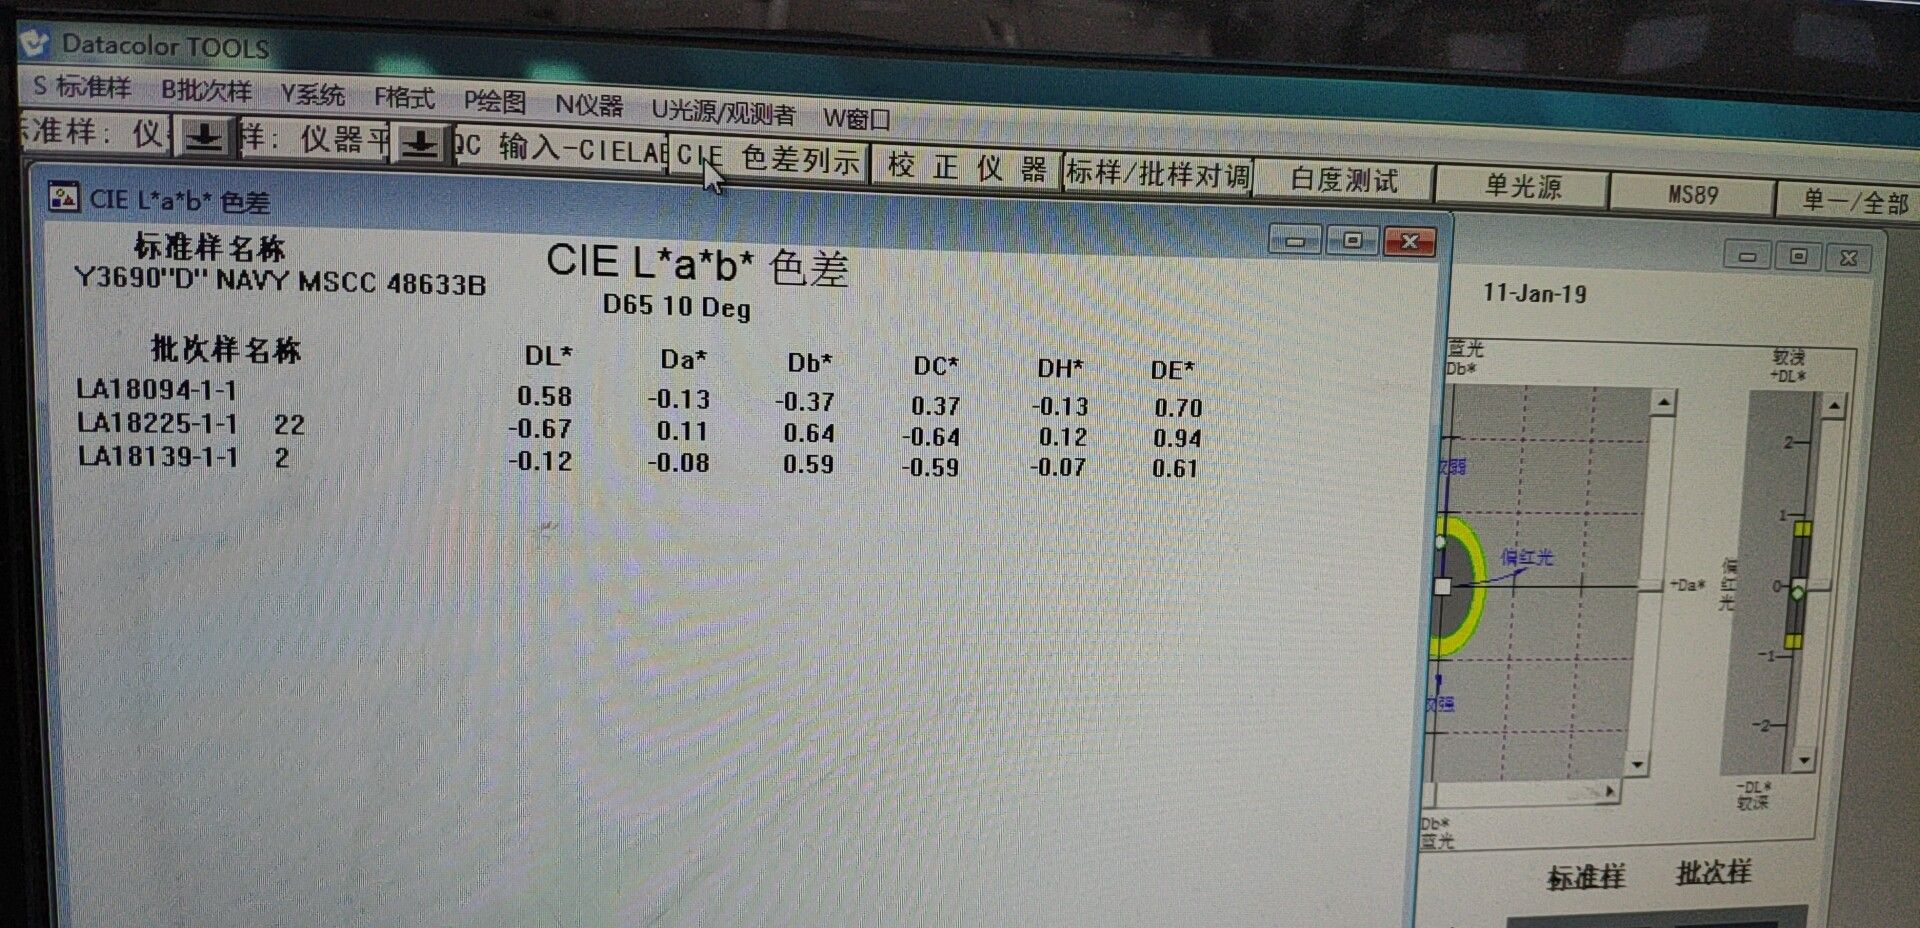 Datacolor TOOLS
S 标准样 B批次样 Y系统 F格式 P绘图 N仪器 U光源/观测者 W窗口
准样: 仪 样: 仪器平 QC 输入-CIELAB CIE 色差列示 校 正 仪 器 标样/批样对调 白度测试 单光源 MS89 单一/全部
CIE L*a*b* 色差
标准样名称
Y3690"D" NAVY MSCC 48633B
CIE L*a*b* 色差
D65 10 Deg
批次样名称 DL* Da* Db* DC* DH* DE*
LA18094-1-1 0.58 -0.13 -0.37 0.37 -0.13 0.70
LA18225-1-1 22 -0.67 0.11 0.64 -0.64 0.12 0.94
LA18139-1-1 2 -0.12 -0.08 0.59 -0.59 -0.07 0.61
11-Jan-19
蓝光
Db*
较浅
+DL*
2
1
偏红光
+Da*
偏红光
0
-1
-2
-DL*
较深
Db*
蓝光
标准样 批次样